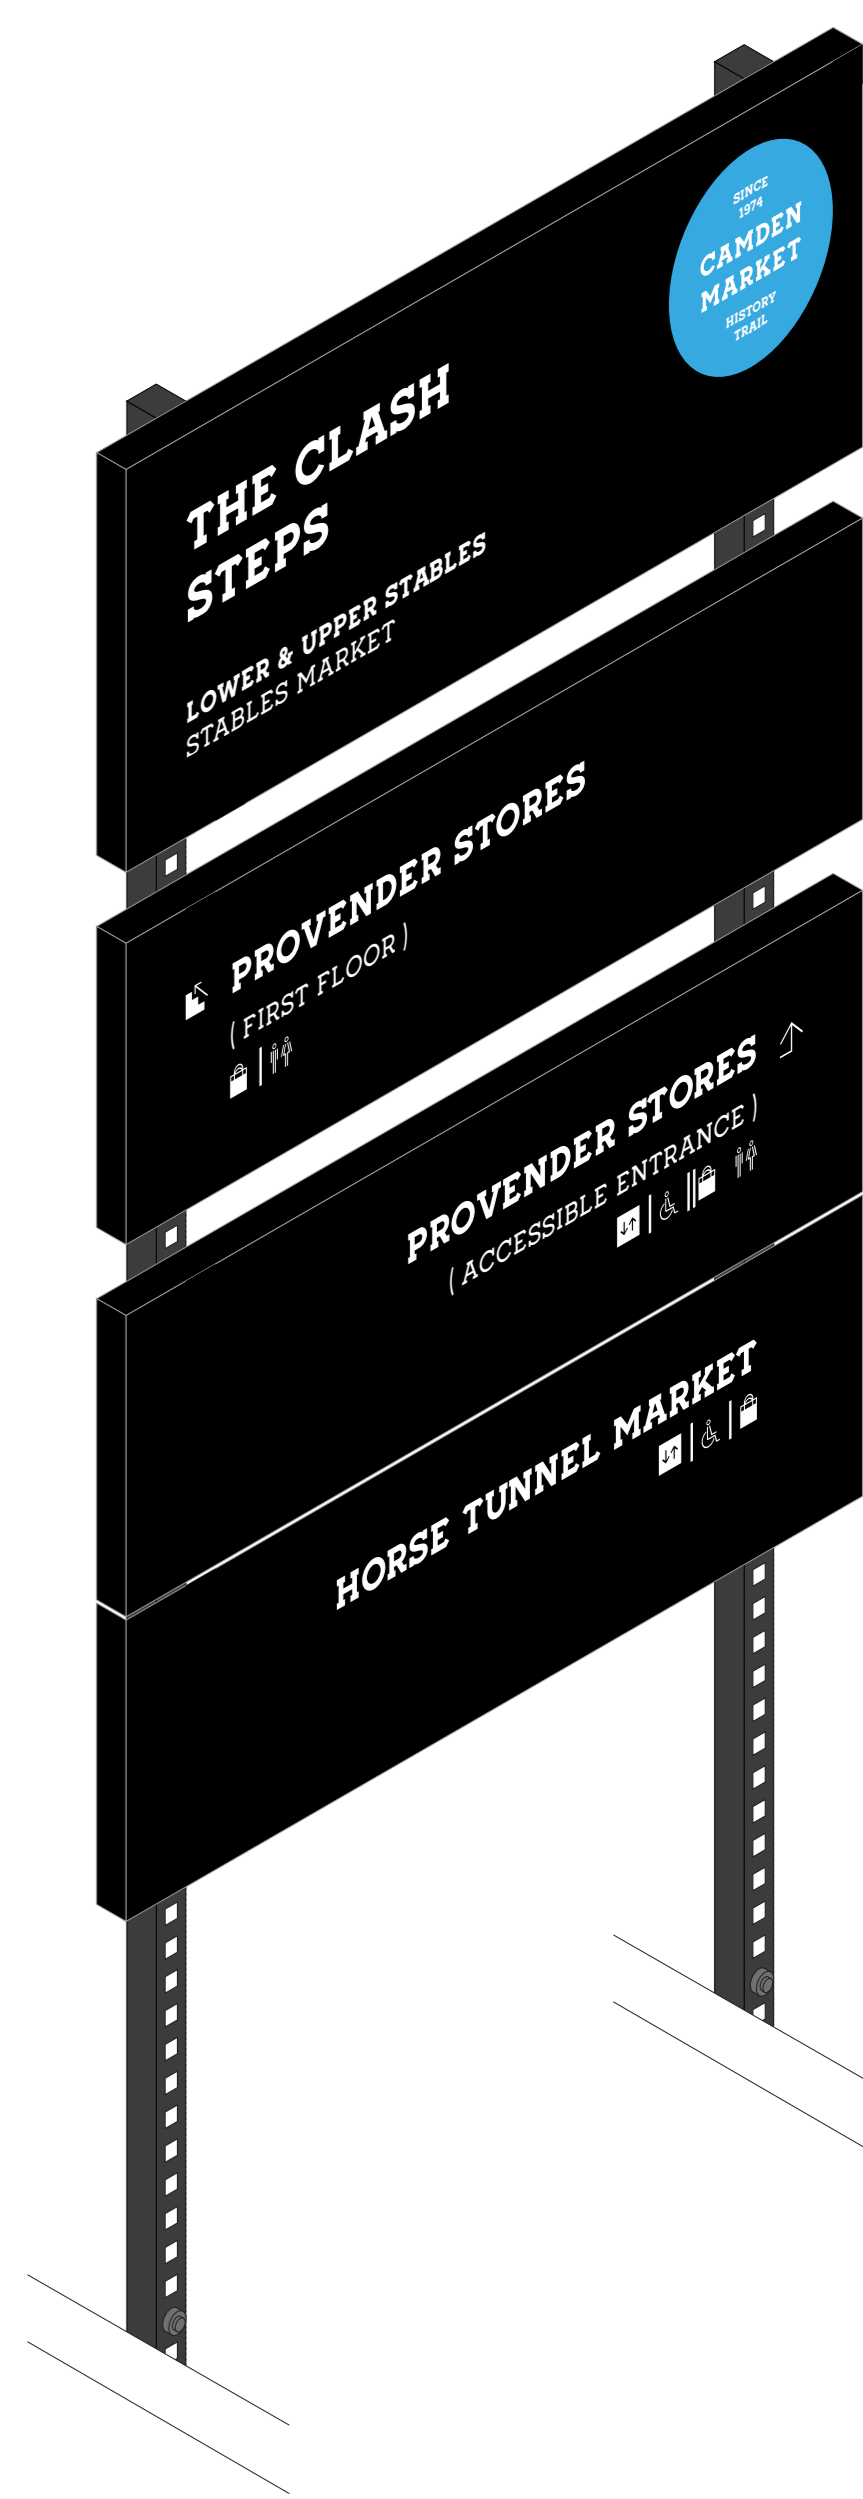 SINCE
1974
CAMDEN
MARKET
HISTORY
TRAIL
THE CLASH
STEPS
LOWER & UPPER STABLES
STABLES MARKET
PROVENDER STORES
(FIRST FLOOR)
PROVENDER STORES
(ACCESSIBLE ENTRANCE)
HORSE TUNNEL MARKET